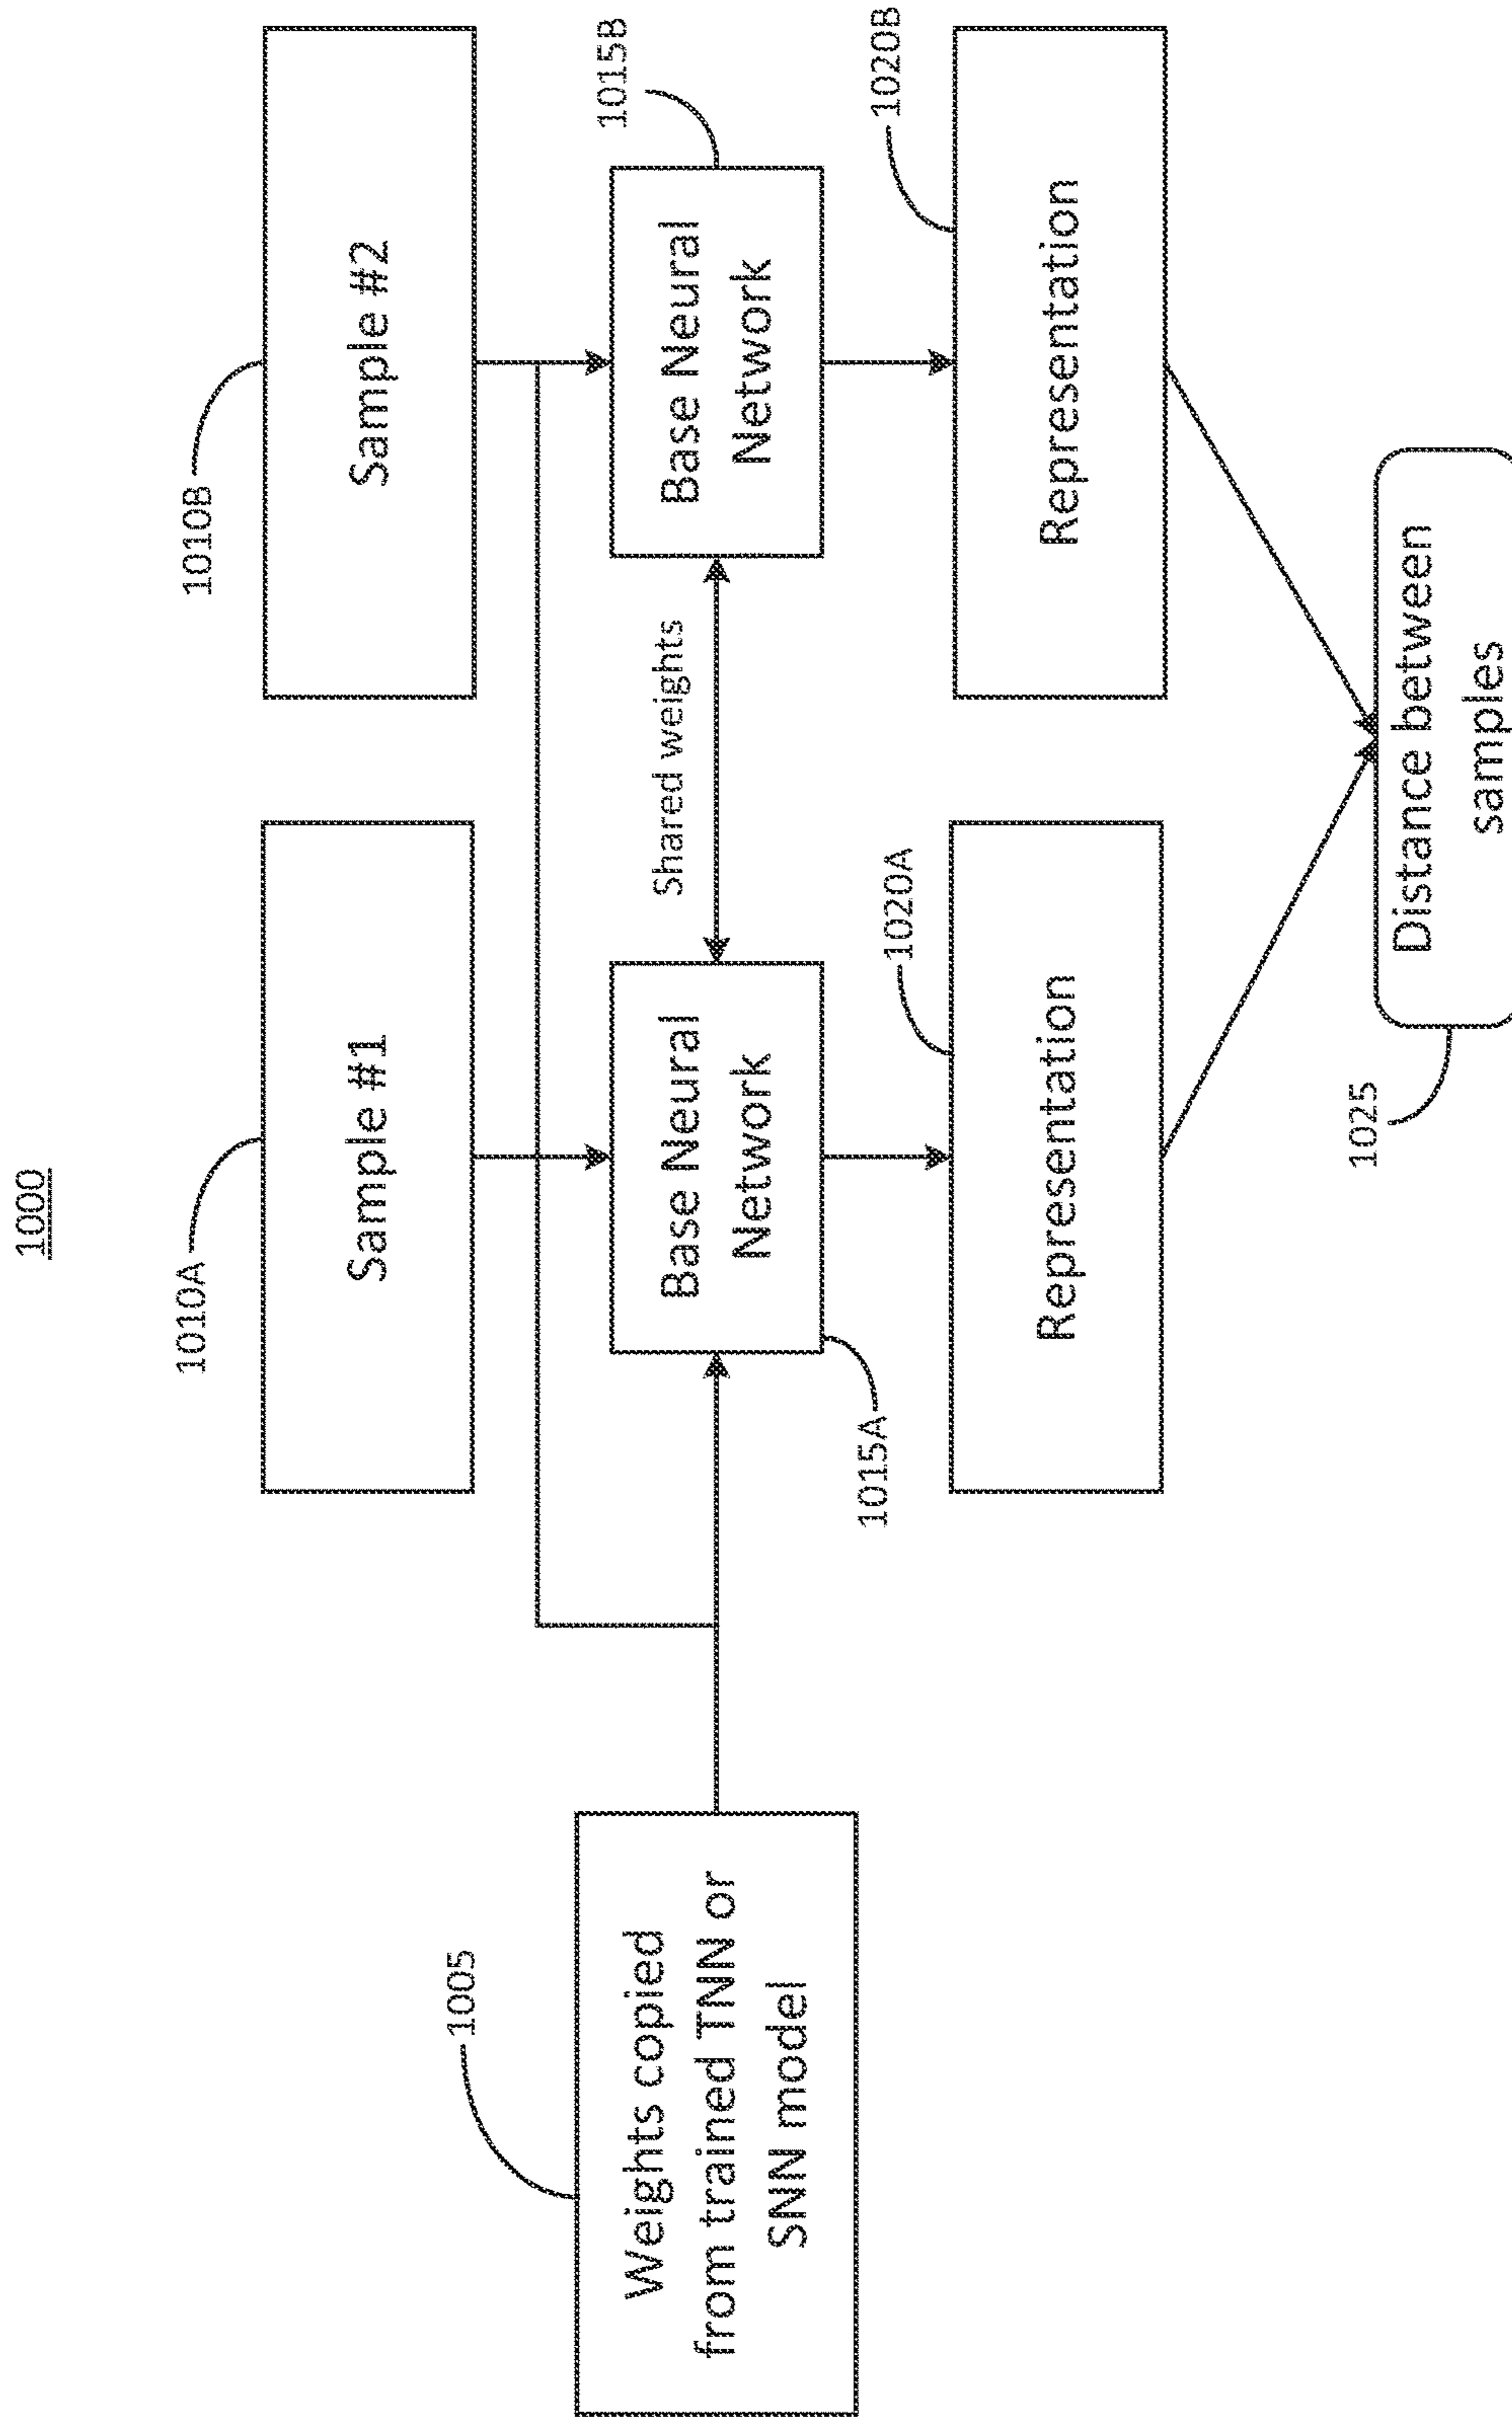 1000
1010A
1010B
Sample #1
Sample #2
1005
Weights copied
from trained TNN or
SNN model
Shared weights
1015B
Base Neural
Network
Base Neural
Network
1015A
1020A
1020B
Representation
Representation
1025
Distance between
samples